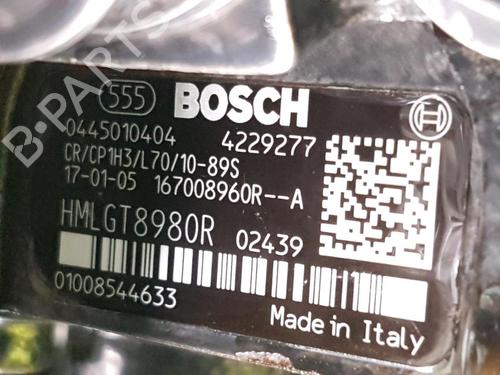 555 BOSCH
0445010404 4229277
CR/CP1H3/L70/10-89S
17-01-05 167008960R--A
HMLGT8980R 02439
01008544633
Made in Italy
B-PARTS